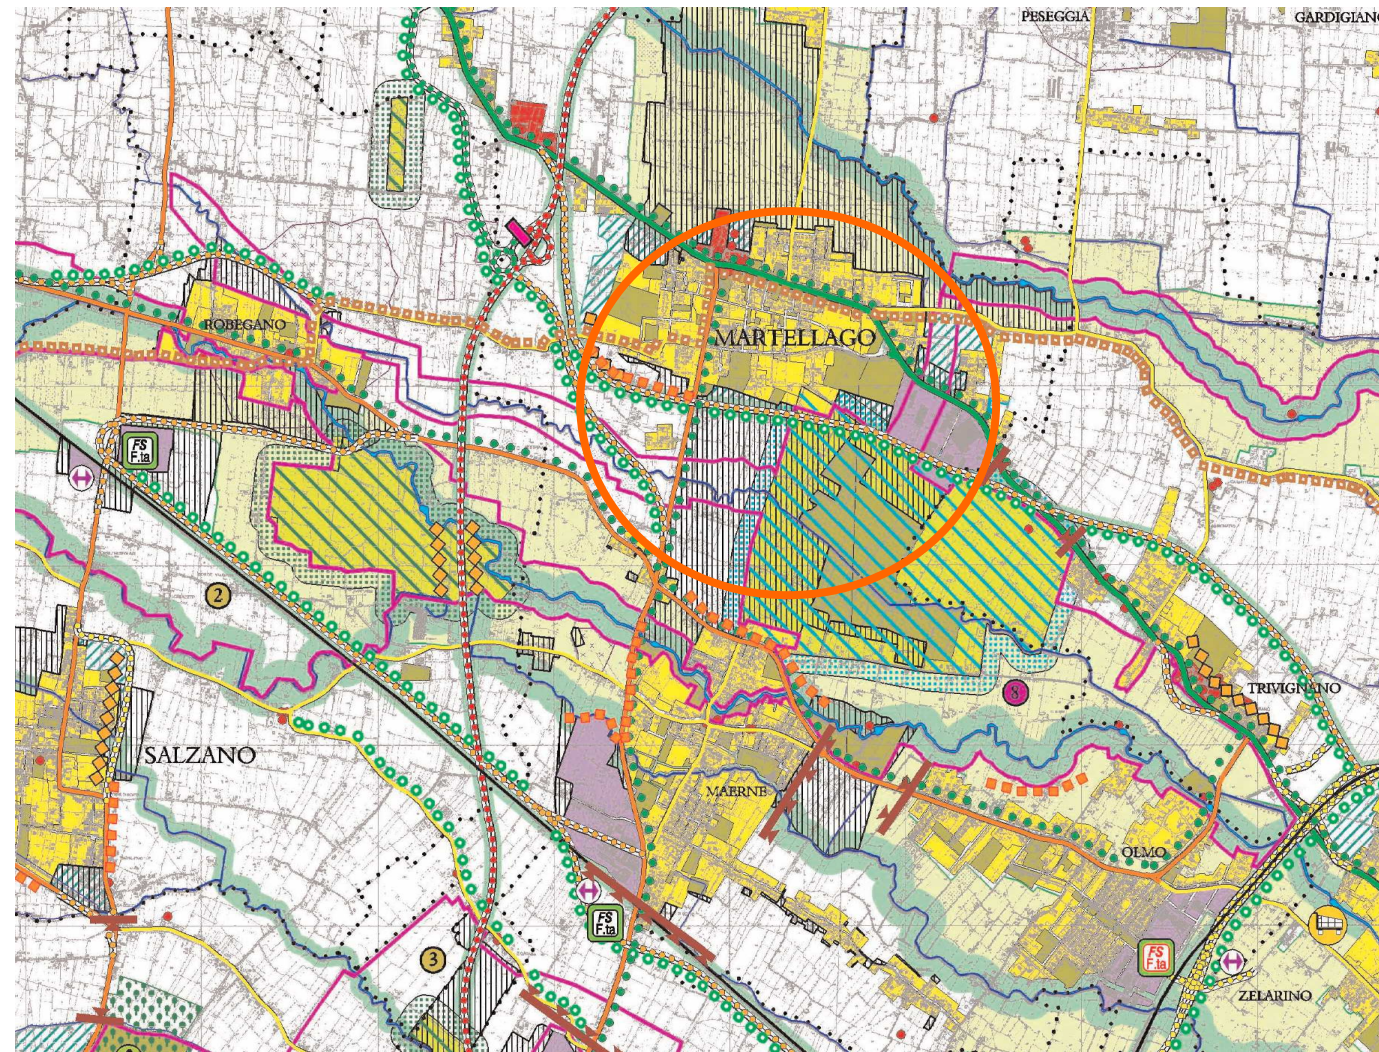 PESEGGIA
GARDIGIANO
ROBEGANO
MARTELLAGO
FS
F.ta
2
8
TRIVIGNANO
SALZANO
MAERNE
OLMO
FS
F.ta
3
FS
F.ta
ZELARINO